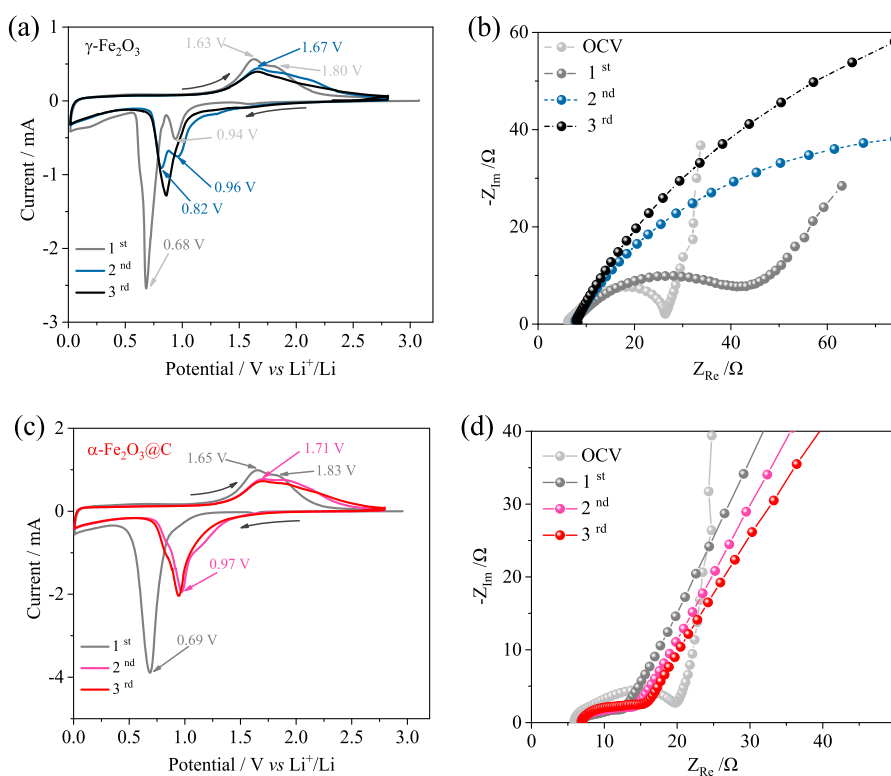 (a)
γ-Fe₂O₃
1.63 V
1.67 V
1.80 V
0.94 V
0.96 V
0.82 V
0.68 V
1 st
2 nd
3 rd
Current / mA
1
0
-1
-2
-3
0.0 0.5 1.0 1.5 2.0 2.5 3.0
Potential / V vs Li⁺/Li
(b)
OCV
1 st
2 nd
3 rd
-Z_Im /Ω
60
40
20
0
0 20 40 60
Z_Re /Ω
(c)
α-Fe₂O₃@C
1.65 V
1.71 V
1.83 V
0.97 V
0.69 V
1 st
2 nd
3 rd
Current / mA
2
0
-2
-4
0.0 0.5 1.0 1.5 2.0 2.5 3.0
Potential / V vs Li⁺/Li
(d)
OCV
1 st
2 nd
3 rd
-Z_Im /Ω
40
30
20
10
0
0 10 20 30 40
Z_Re /Ω